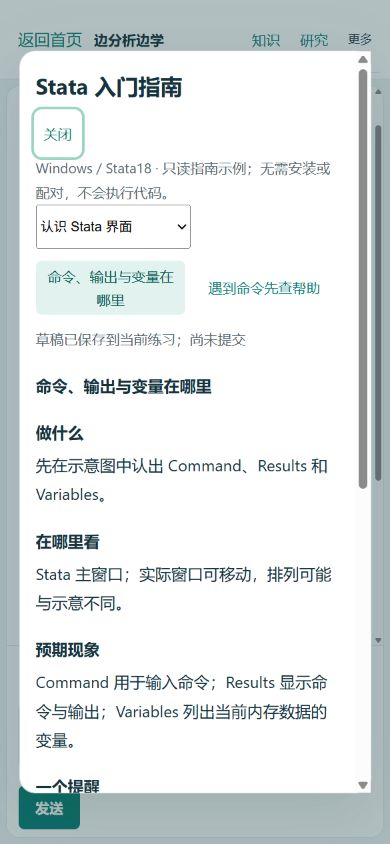 返回首页 边分析边学 知识 研究 更多
Stata 入门指南
关闭
Windows / Stata18 · 只读指南示例；无需安装或
配对，不会执行代码。
认识 Stata 界面
命令、输出与变量在
哪里
遇到命令先查帮助
草稿已保存到当前练习；尚未提交
命令、输出与变量在哪里
做什么
先在示意图中认出 Command、Results 和
Variables。
在哪里看
Stata 主窗口；实际窗口可移动，排列可能
与示意不同。
预期现象
Command 用于输入命令；Results 显示命
令与输出；Variables 列出当前内存数据的
变量。
一个提醒
发送